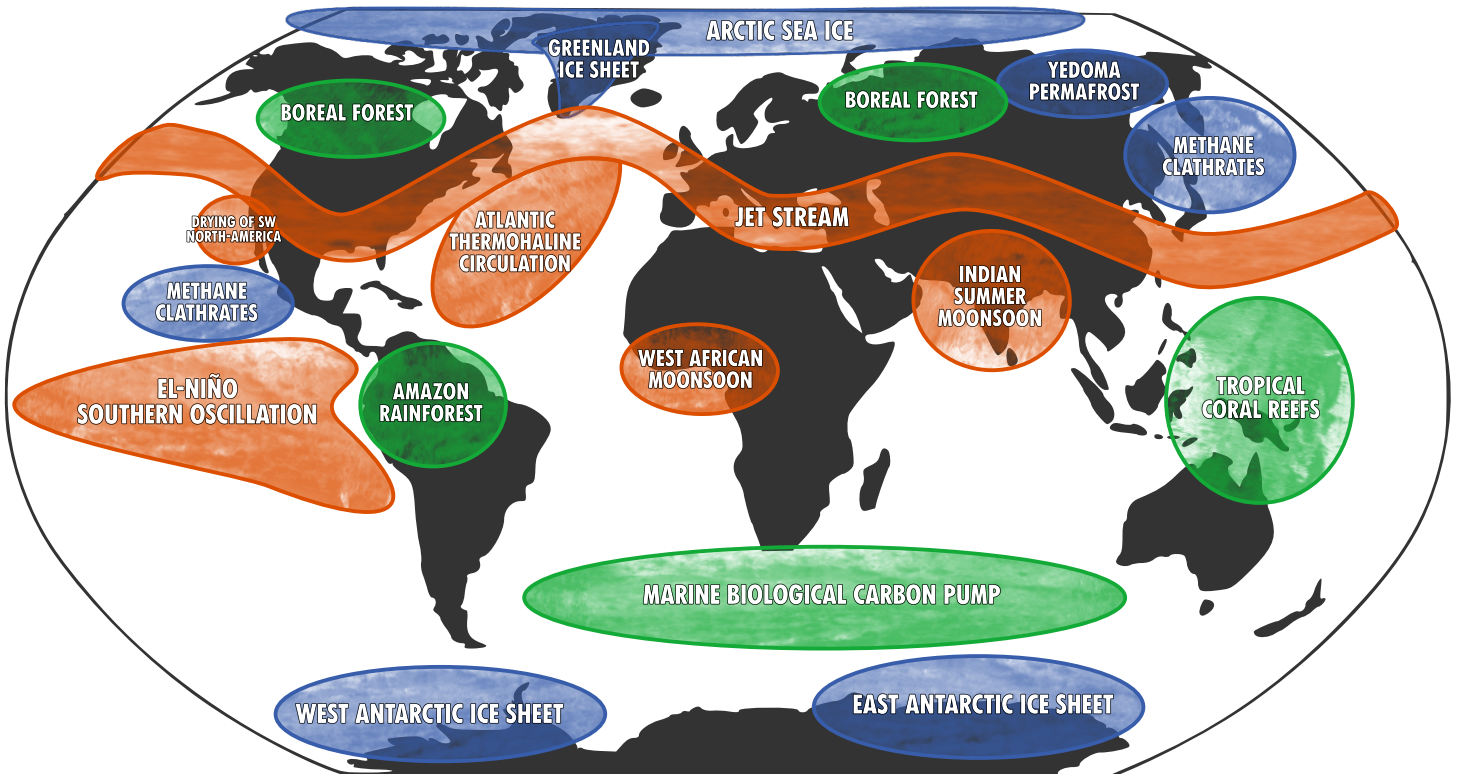 ARCTIC SEA ICE
GREENLAND
ICE SHEET
YEDOMA
PERMAFROST
BOREAL FOREST
BOREAL FOREST
METHANE
CLATHRATES
DRYING OF SW
NORTH-AMERICA
ATLANTIC
THERMOHALINE
CIRCULATION
JET STREAM
INDIAN
SUMMER
MOONSOON
METHANE
CLATHRATES
WEST AFRICAN
MOONSOON
EL-NIÑO
SOUTHERN OSCILLATION
AMAZON
RAINFOREST
TROPICAL
CORAL REEFS
MARINE BIOLOGICAL CARBON PUMP
WEST ANTARCTIC ICE SHEET
EAST ANTARCTIC ICE SHEET